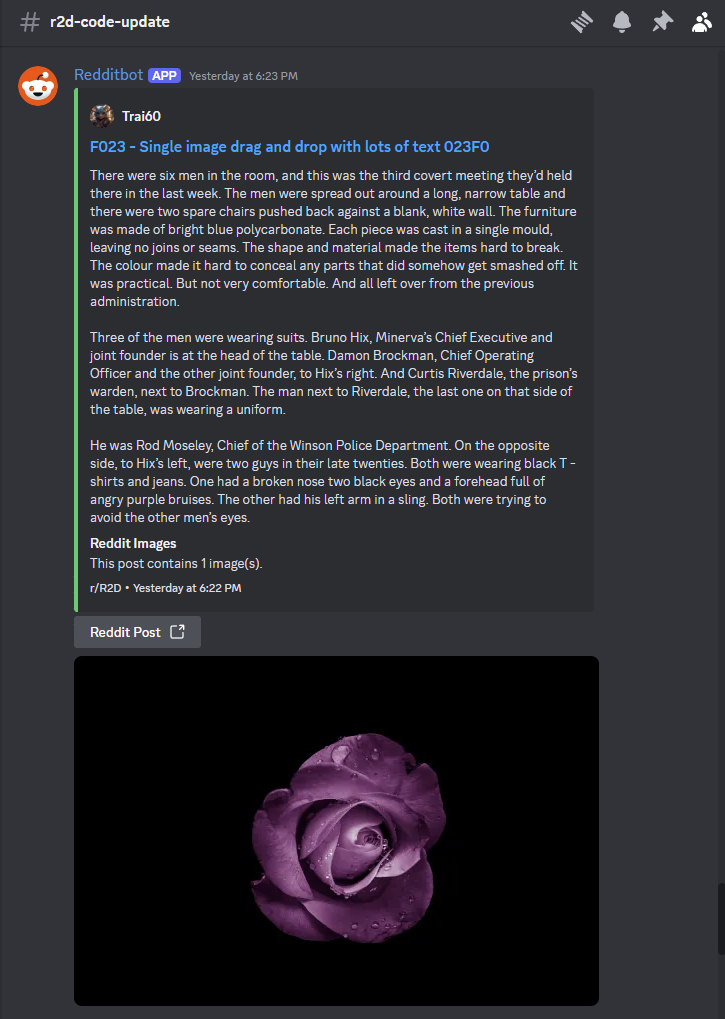 r2d-code-update
Redditbot APP Yesterday at 6:23 PM
Trai60
F023 - Single image drag and drop with lots of text 023F0
There were six men in the room, and this was the third covert meeting they'd held
there in the last week. The men were spread out around a long, narrow table and
there were two spare chairs pushed back against a blank, white wall. The furniture
was made of bright blue polycarbonate. Each piece was cast in a single mould,
leaving no joins or seams. The shape and material made the items hard to break.
The colour made it hard to conceal any parts that did somehow get smashed off. It
was practical. But not very comfortable. And all left over from the previous
administration.
Three of the men were wearing suits. Bruno Hix, Minerva's Chief Executive and
joint founder is at the head of the table. Damon Brockman, Chief Operating
Officer and the other joint founder, to Hix's right. And Curtis Riverdale, the prison's
warden, next to Brockman. The man next to Riverdale, the last one on that side of
the table, was wearing a uniform.
He was Rod Moseley, Chief of the Winson Police Department. On the opposite
side, to Hix's left, were two guys in their late twenties. Both were wearing black T -
shirts and jeans. One had a broken nose two black eyes and a forehead full of
angry purple bruises. The other had his left arm in a sling. Both were trying to
avoid the other men's eyes.
Reddit Images
This post contains 1 image(s).
r/R2D • Yesterday at 6:22 PM
Reddit Post